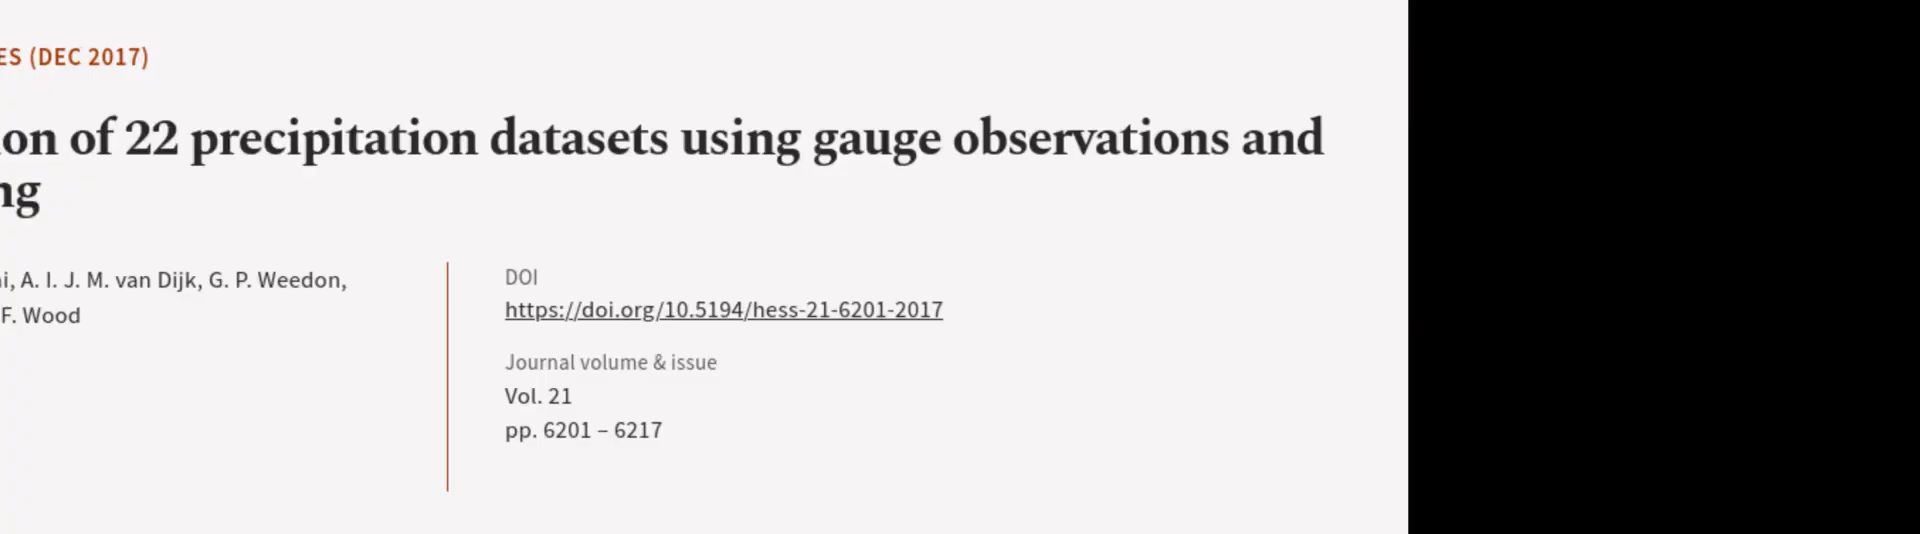 ES (DEC 2017)
on of 22 precipitation datasets using gauge observations and
ng
i, A. I. J. M. van Dijk, G. P. Weedon,
F. Wood
DOI
https://doi.org/10.5194/hess-21-6201-2017
Journal volume & issue
Vol. 21
pp. 6201 – 6217